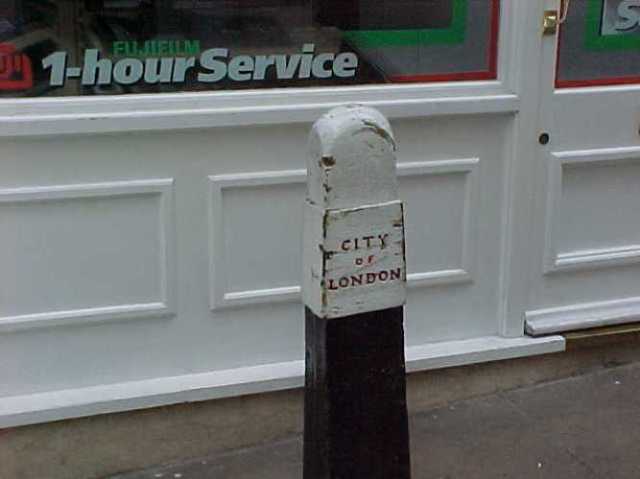 FUJIFILM
1-hour Service
CITY
OF
LONDON